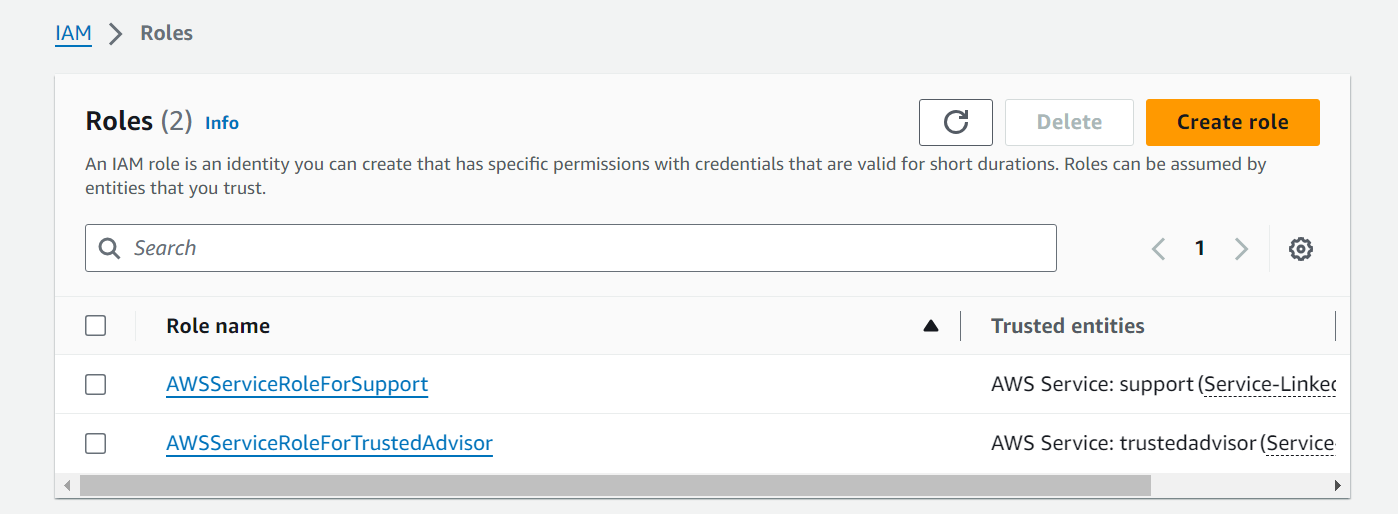 IAM > Roles
Roles (2) Info
Delete
Create role
An IAM role is an identity you can create that has specific permissions with credentials that are valid for short durations. Roles can be assumed by
entities that you trust.
Search
1
Role name
Trusted entities
AWSServiceRoleForSupport
AWS Service: support (Service-Linked
AWSServiceRoleForTrustedAdvisor
AWS Service: trustedadvisor (Service-